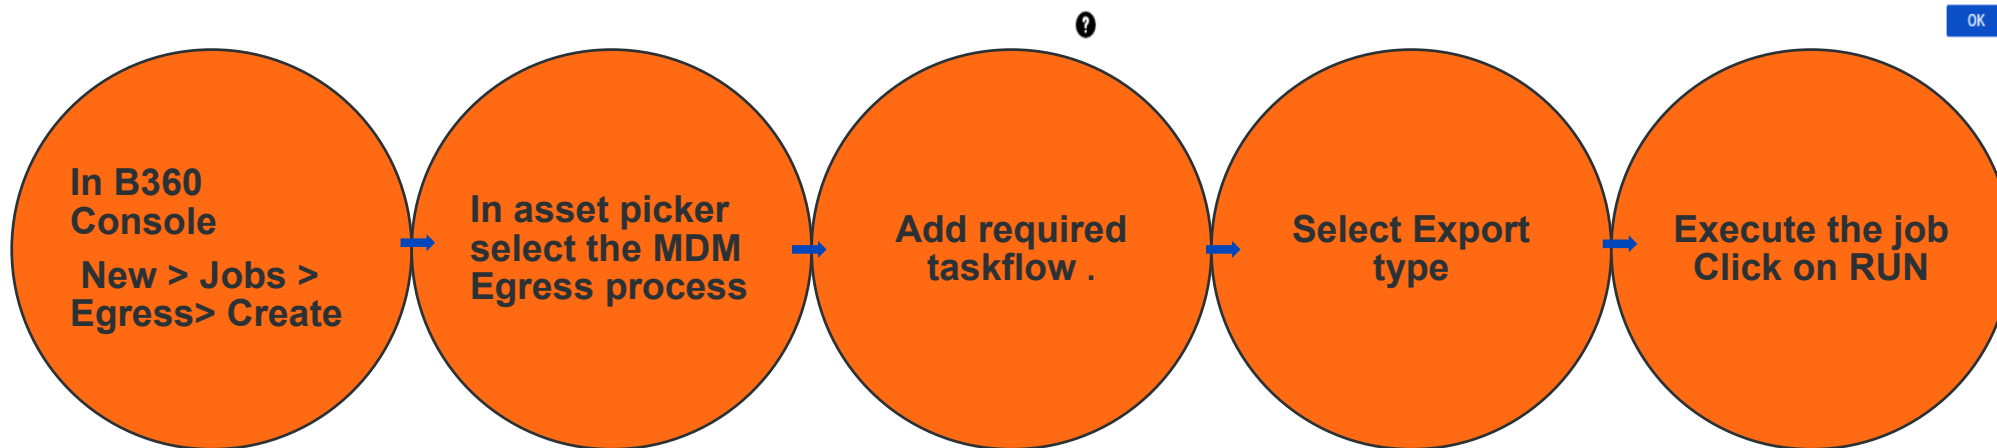 ?
OK
In B360
Console
New > Jobs >
Egress> Create
In asset picker
select the MDM
Egress process
Add required
taskflow .
Select Export
type
Execute the job
Click on RUN